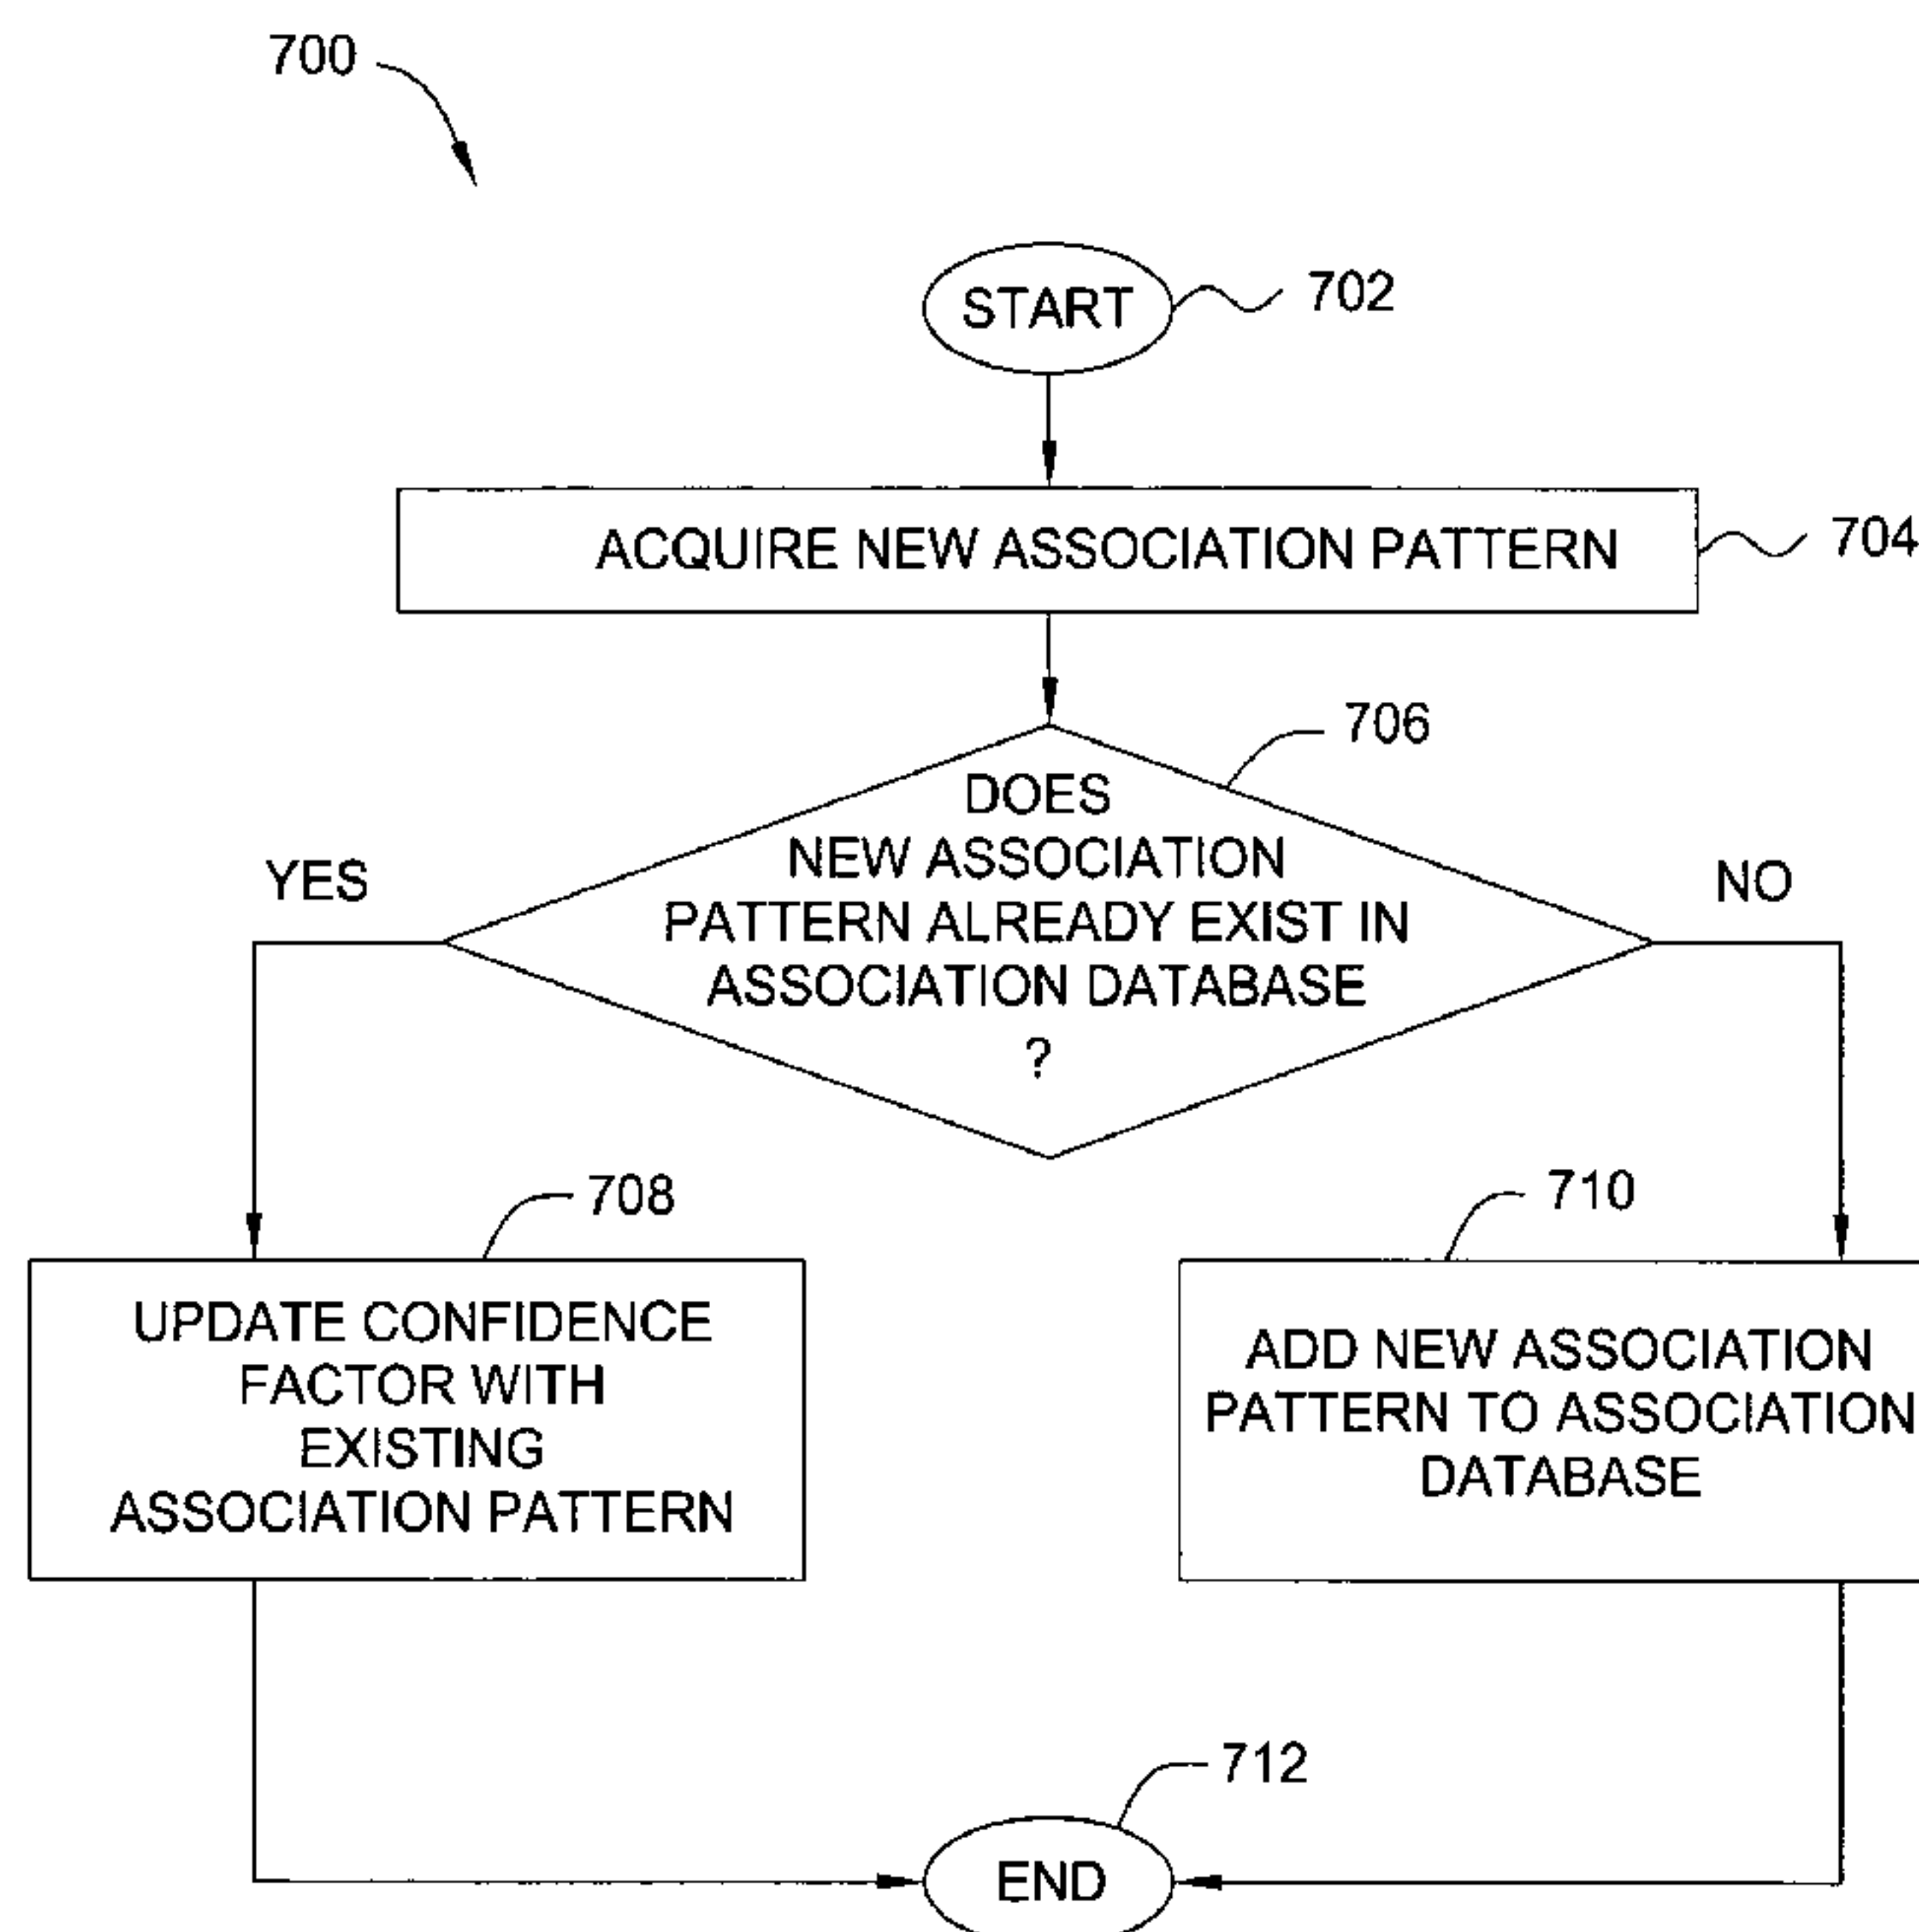 700
START
702
ACQUIRE NEW ASSOCIATION PATTERN
704
706
DOES
NEW ASSOCIATION
PATTERN ALREADY EXIST IN
ASSOCIATION DATABASE
?
YES
NO
708
UPDATE CONFIDENCE
FACTOR WITH
EXISTING
ASSOCIATION PATTERN
710
ADD NEW ASSOCIATION
PATTERN TO ASSOCIATION
DATABASE
712
END